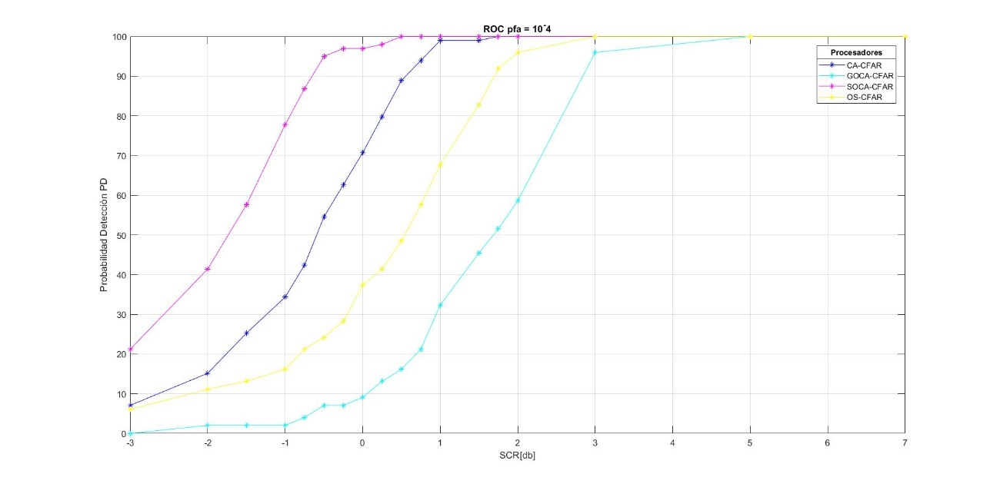 ROC pfa = 10ˉ4
100
90
80
70
60
50
40
30
20
10
0
Probabilidad Detección PD
-3 -2 -1 0 1 2 3 4 5 6 7
SCR[db]
Procesadores
CA-CFAR
GOCA-CFAR
SOCA-CFAR
OS-CFAR